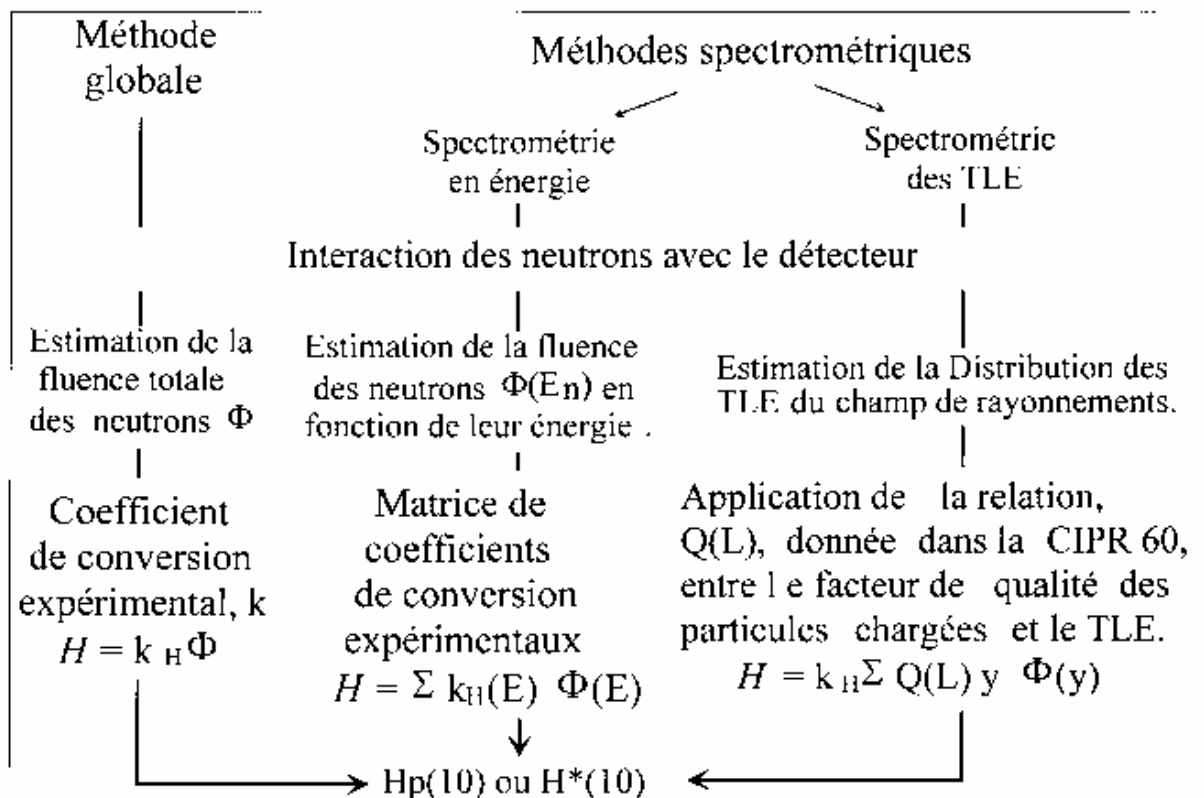 Méthode
globale
Méthodes spectrométriques
Spectrométrie
en énergie
Spectrométrie
des TLE
Interaction des neutrons avec le détecteur
Estimation de la
fluence totale
des neutrons Φ
Estimation de la fluence
des neutrons Φ(En) en
fonction de leur énergie .
Estimation de la Distribution des
TLE du champ de rayonnements.
Coefficient
de conversion
expérimental, k
H = k H Φ
Matrice de
coefficients
de conversion
expérimentaux
H = Σ kH(E) Φ(E)
Application de la relation,
Q(L), donnée dans la CIPR 60,
entre l e facteur de qualité des
particules chargées et le TLE.
H = k H Σ Q(L) y Φ(y)
Hp(10) ou H*(10)